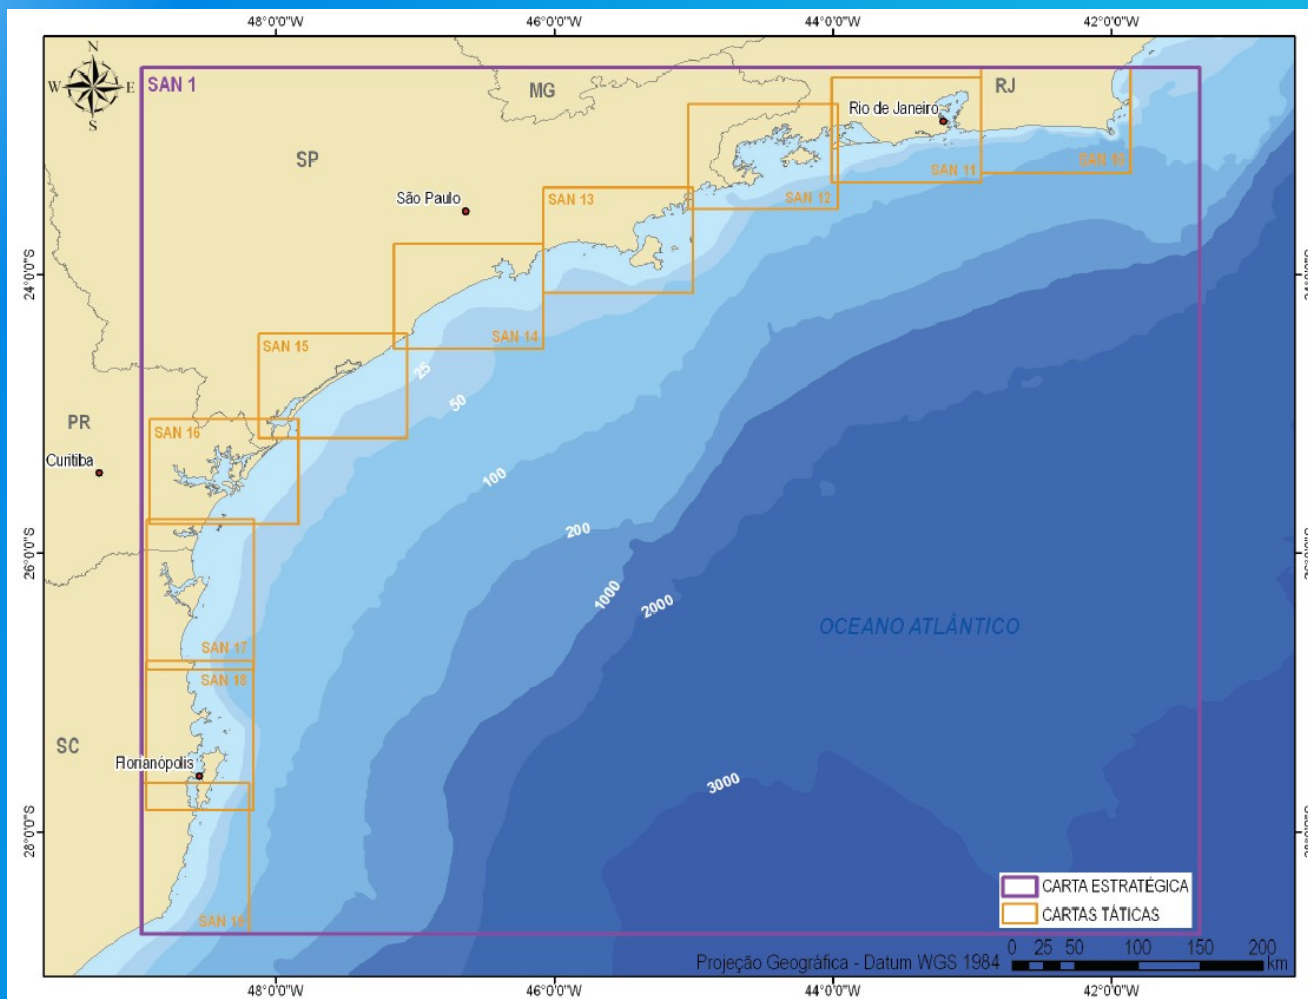 48°0'0"W 46°0'0"W 44°0'0"W 42°0'0"W
N
W E
S
SAN 1
MG
RJ
Rio de Janeiro
SP
SAN 11
SAN 12
São Paulo
SAN 13
24°0'0"S
SAN 14
SAN 15
25
50
PR
SAN 16
Curitiba
100
200
26°0'0"S
1000
2000
OCEANO ATLÂNTICO
SAN 17
SAN 18
SC
Florianópolis
3000
28°0'0"S
CARTA ESTRATÉGICA
CARTAS TÁTICAS
Projeção Geográfica - Datum WGS 1984
0 25 50 100 150 200
km
48°0'0"W 46°0'0"W 44°0'0"W 42°0'0"W